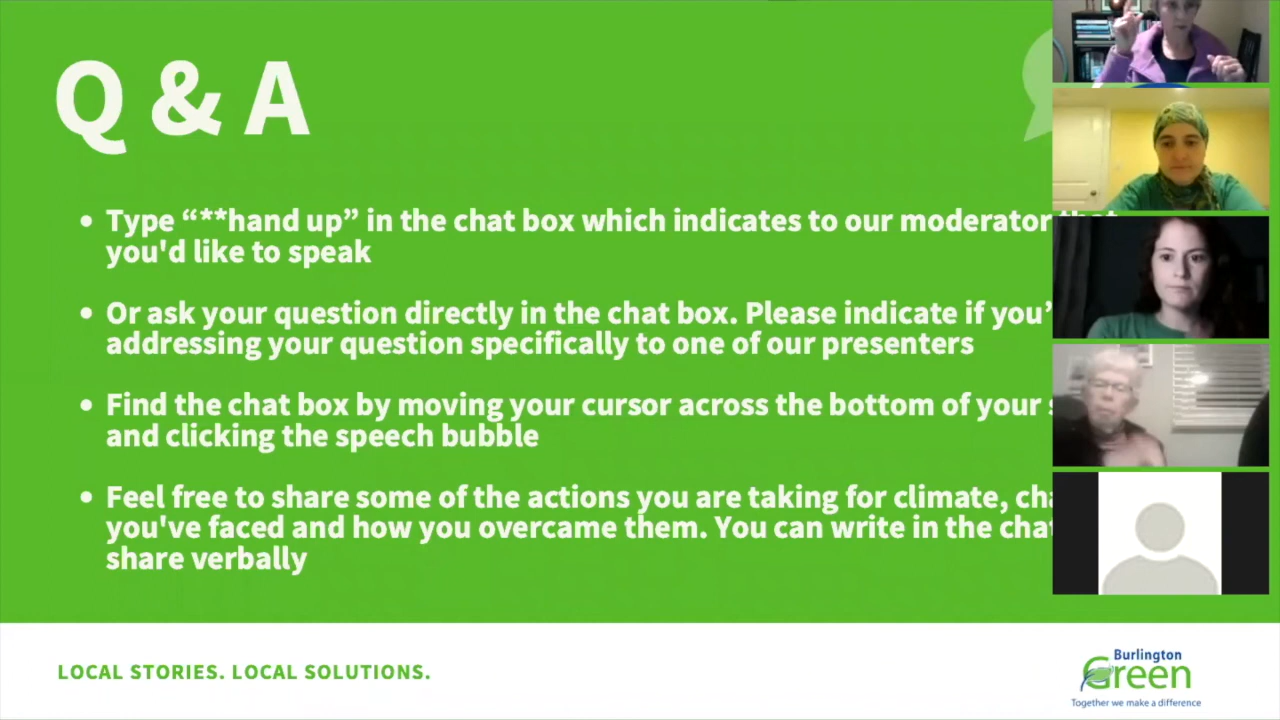 Q & A
• Type “**hand up” in the chat box which indicates to our moderator that
you'd like to speak
• Or ask your question directly in the chat box. Please indicate if you’
addressing your question specifically to one of our presenters
• Find the chat box by moving your cursor across the bottom of your
and clicking the speech bubble
• Feel free to share some of the actions you are taking for climate,
you've faced and how you overcame them. You can write in the chat
share verbally
LOCAL STORIES. LOCAL SOLUTIONS.
Burlington
Green
Together we make a difference